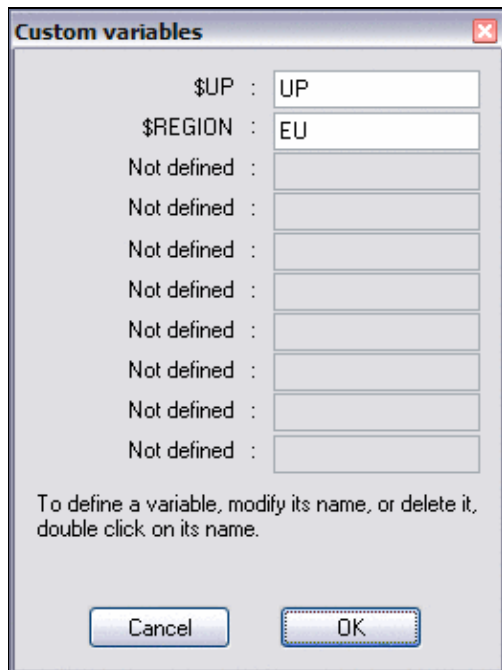 Custom variables
$UP : UP
$REGION : EU
Not defined :
Not defined :
Not defined :
Not defined :
Not defined :
Not defined :
Not defined :
Not defined :
To define a variable, modify its name, or delete it,
double click on its name.
Cancel OK